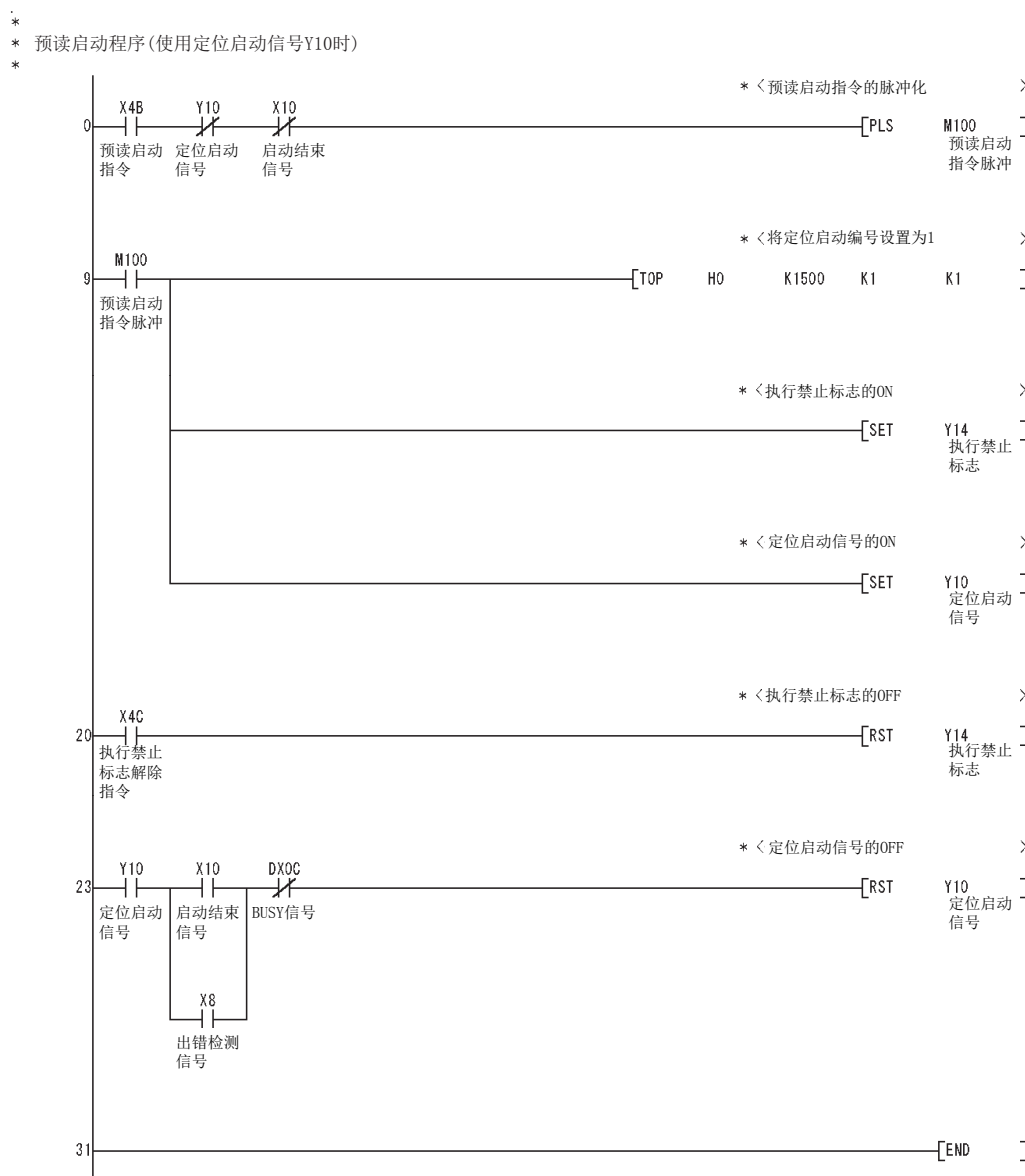 *
* 预读启动程序(使用定位启动信号Y10时)
*
* <预读启动指令的脉冲化 >
X4B Y10 X10
0 [PLS M100 ]
预读启动 定位启动 启动结束 预读启动
指令 信号 信号 指令脉冲
* <将定位启动编号设置为1 >
M100
9 [TOP H0 K1500 K1 K1 ]
预读启动
指令脉冲
* <执行禁止标志的ON >
[SET Y14 ]
执行禁止
标志
* <定位启动信号的ON >
[SET Y10 ]
定位启动
信号
* <执行禁止标志的OFF >
X4C
20 [RST Y14 ]
执行禁止 执行禁止
标志解除 标志
指令
* <定位启动信号的OFF >
Y10 X10 DX0C
23 [RST Y10 ]
定位启动 启动结束 BUSY信号 定位启动
信号 信号 信号
X8
出错检测
信号
31 [END ]